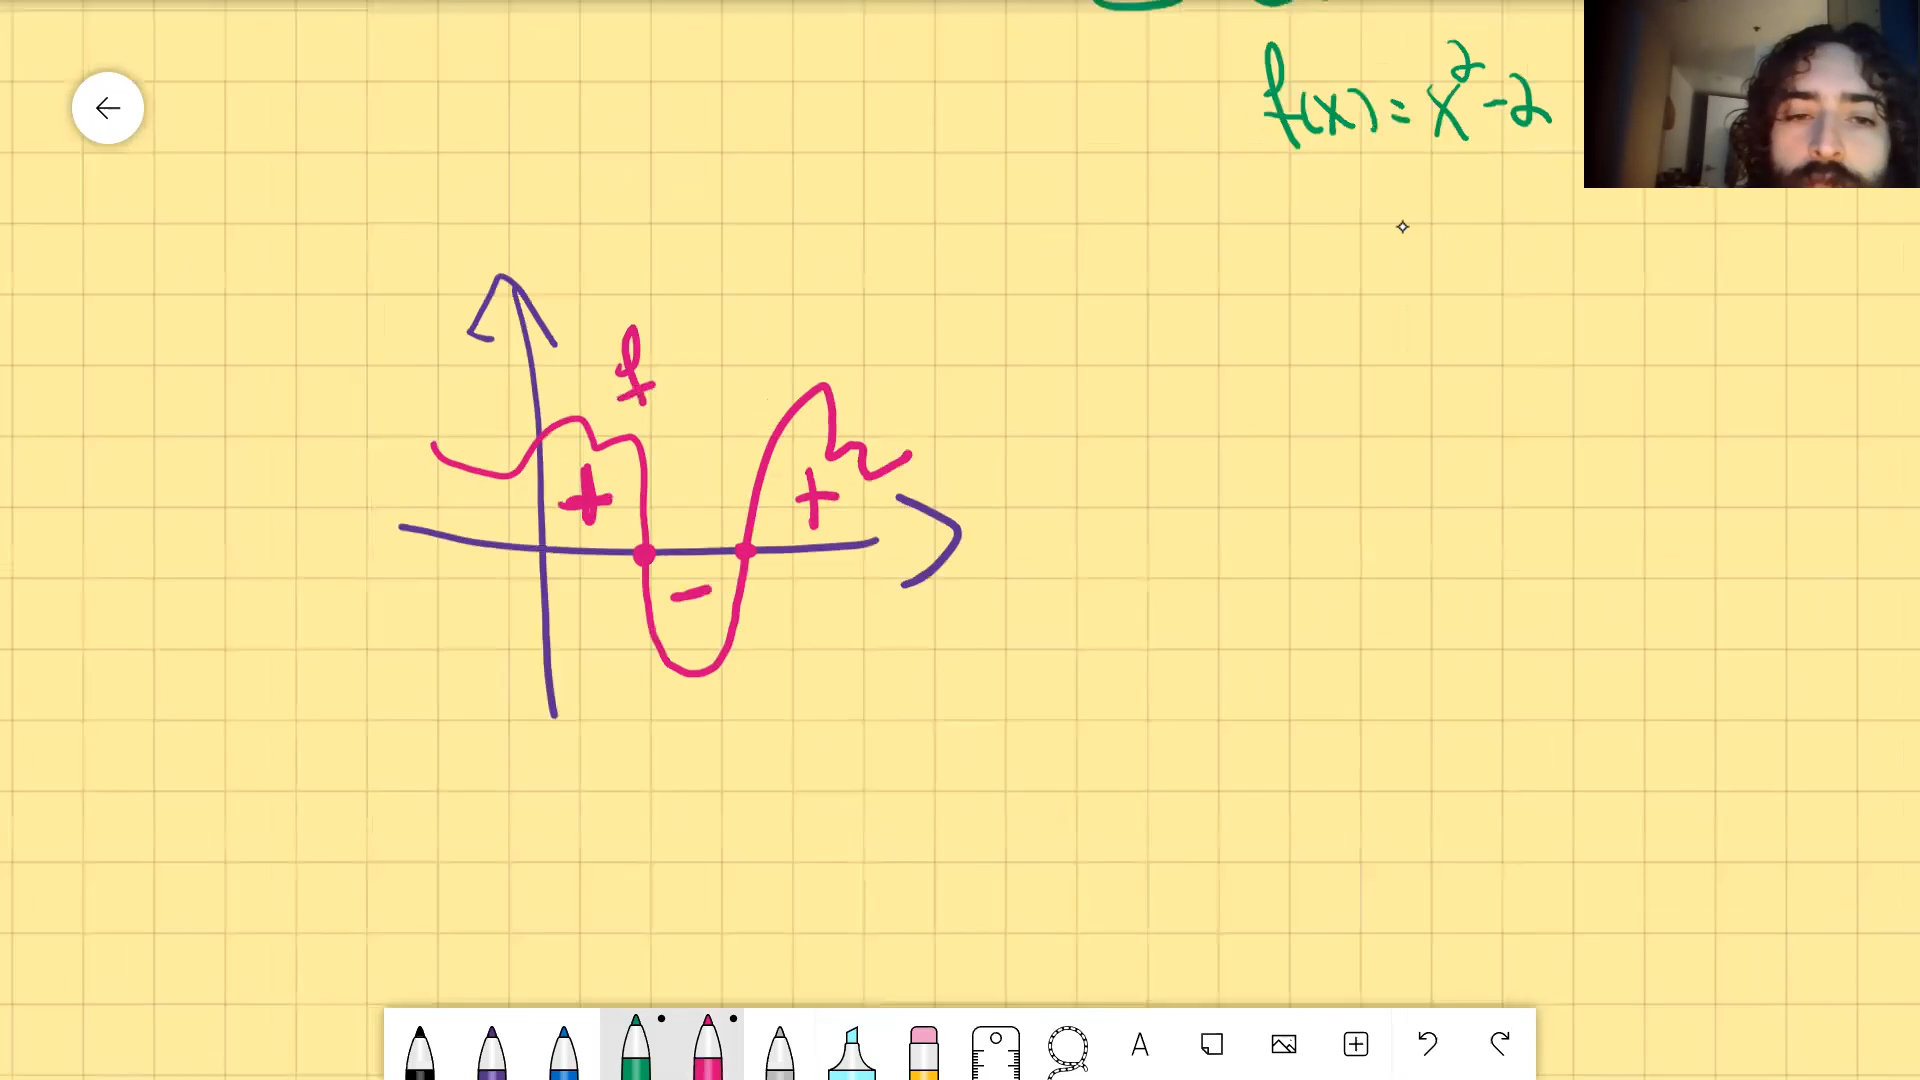 f(x) = x² - 2
f
+
+
-
A